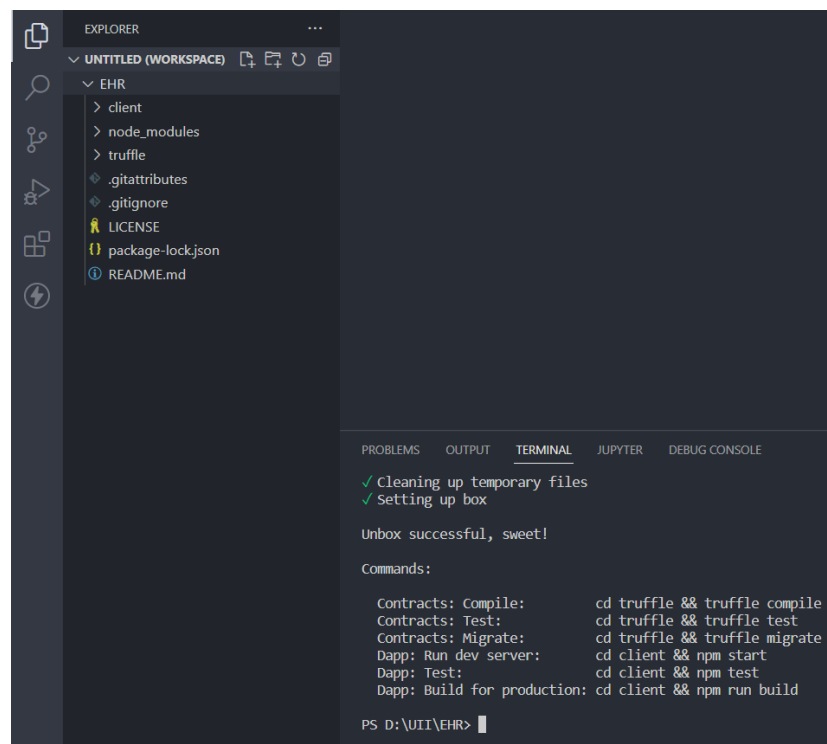 EXPLORER
UNTITLED (WORKSPACE)
EHR
client
node_modules
truffle
.gitattributes
.gitignore
LICENSE
package-lock.json
README.md
PROBLEMS OUTPUT TERMINAL JUPYTER DEBUG CONSOLE
✓ Cleaning up temporary files
✓ Setting up box
Unbox successful, sweet!
Commands:
Contracts: Compile: cd truffle && truffle compile
Contracts: Test: cd truffle && truffle test
Contracts: Migrate: cd truffle && truffle migrate
Dapp: Run dev server: cd client && npm start
Dapp: Test: cd client && npm test
Dapp: Build for production: cd client && npm run build
PS D:\UII\EHR>